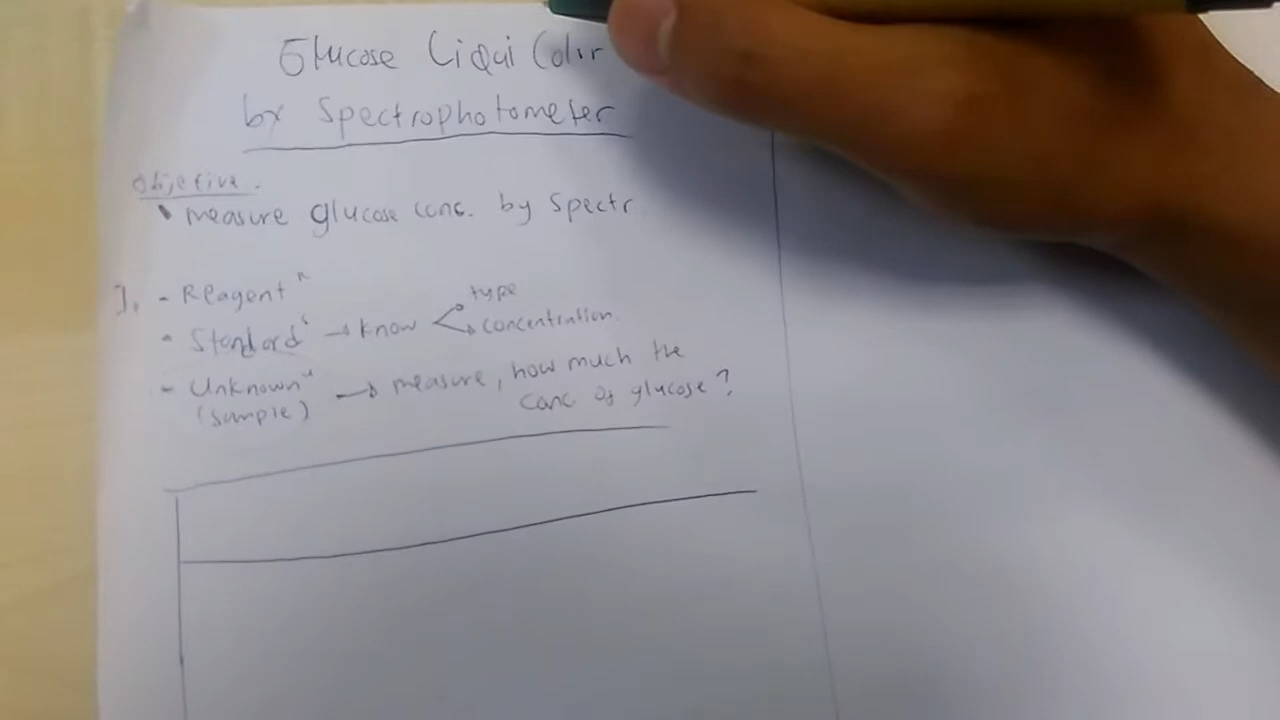 Glucose Liqui Color
by Spectrophotometer
Objective.
• measure glucose conc. by Spectr
I. - Reagent R
- Standard S → know < type
concentration
- Unknown u → measure, how much the
(sample) conc of glucose?